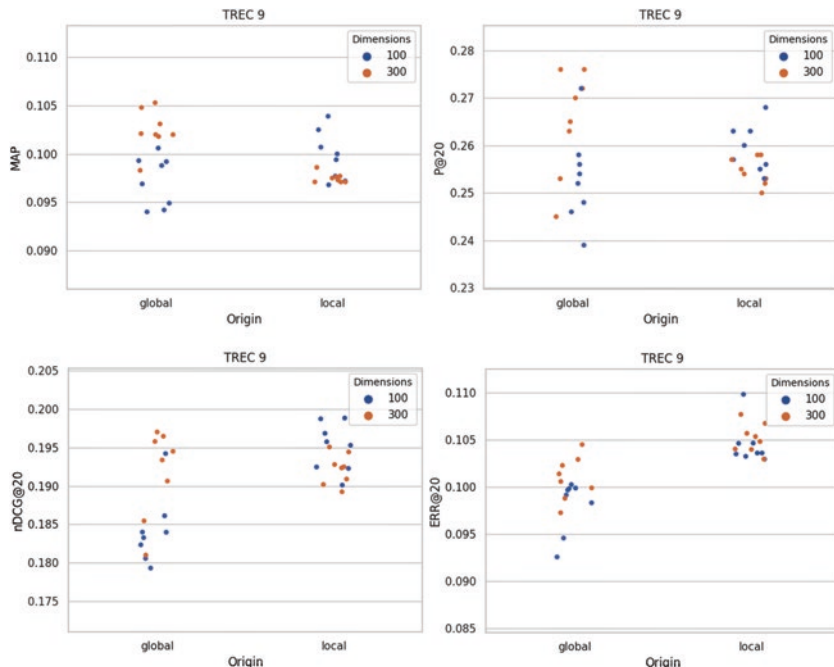 TREC 9
Dimensions
100
300
0.110
0.105
0.100
0.095
0.090
MAP
global
local
Origin
TREC 9
Dimensions
100
300
0.28
0.27
0.26
0.25
0.24
0.23
P@20
global
local
Origin
TREC 9
Dimensions
100
300
0.205
0.200
0.195
0.190
0.185
0.180
0.175
nDCG@20
global
local
Origin
TREC 9
Dimensions
100
300
0.110
0.105
0.100
0.095
0.090
0.085
ERR@20
global
local
Origin